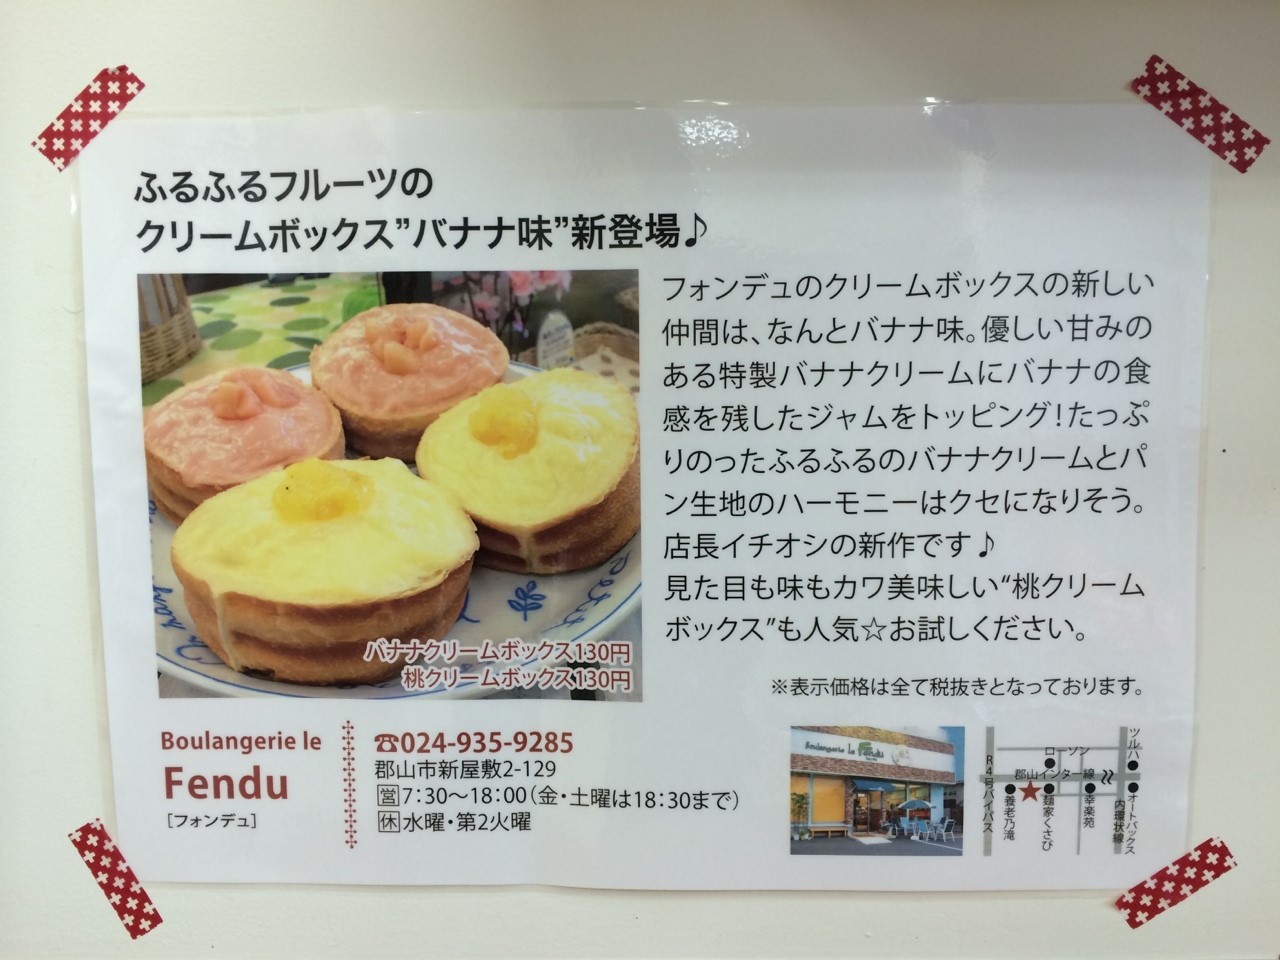 ふるふるフルーツの
クリームボックス”バナナ味”新登場♪
フォンデュのクリームボックスの新しい
仲間は、なんとバナナ味。優しい甘みの
ある特製バナナクリームにバナナの食
感を残したジャムをトッピング！たっぷ
りのったふるふるのバナナクリームとパ
ン生地のハーモニーはクセになりそう。
店長イチオシの新作です♪
見た目も味もカワ美味しい“桃クリーム
ボックス”も人気☆お試しください。
バナナクリームボックス130円
桃クリームボックス130円
※表示価格は全て税抜きとなっております。
Boulangerie le
Fendu
［フォンデュ］
☎024-935-9285
郡山市新屋敷2-129
営7：30〜18：00（金・土曜は18：30まで）
休水曜・第2火曜
Boulangerie le Fendu
R4号バイパス
ローソン
郡山インター線
ツルハ
養老乃滝
麺家くさび
幸楽苑
内環状線
オートバックス